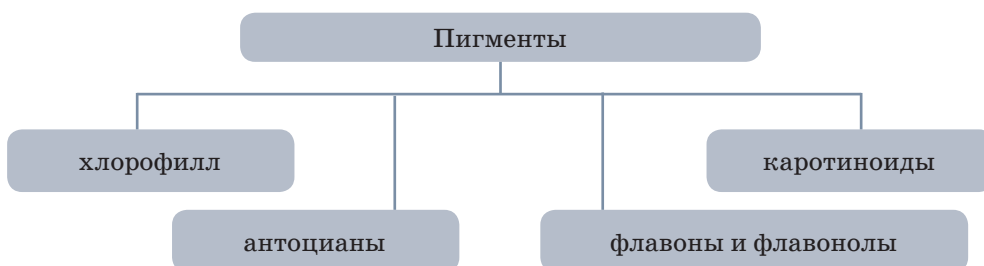 Пигменты
хлорофилл
каротиноиды
антоцианы
флавоны и флавонолы